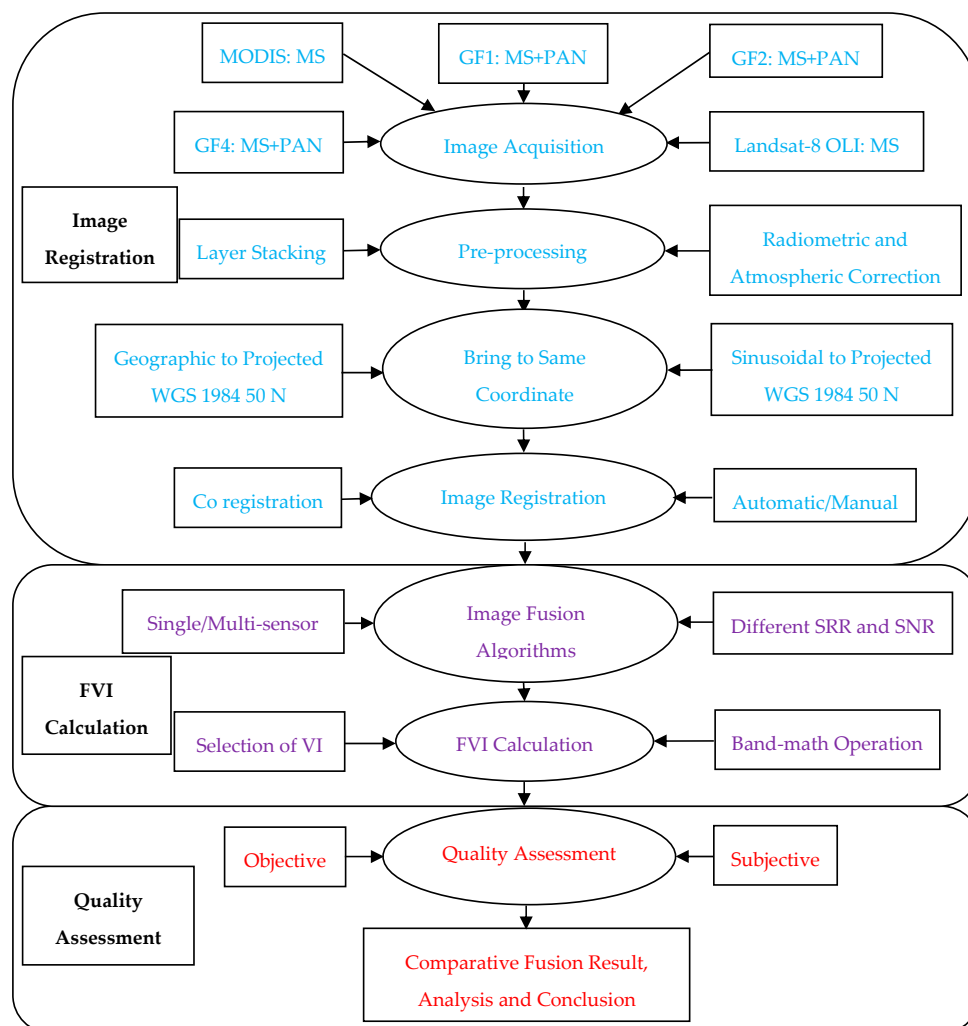 MODIS: MS
GF1: MS+PAN
GF2: MS+PAN
GF4: MS+PAN
Image Acquisition
Landsat-8 OLI: MS
Image
Registration
Layer Stacking
Pre-processing
Radiometric and
Atmospheric Correction
Geographic to Projected
WGS 1984 50 N
Bring to Same
Coordinate
Sinusoidal to Projected
WGS 1984 50 N
Co registration
Image Registration
Automatic/Manual
Single/Multi-sensor
Image Fusion
Algorithms
Different SRR and SNR
FVI
Calculation
Selection of VI
FVI Calculation
Band-math Operation
Objective
Quality Assessment
Subjective
Quality
Assessment
Comparative Fusion Result,
Analysis and Conclusion